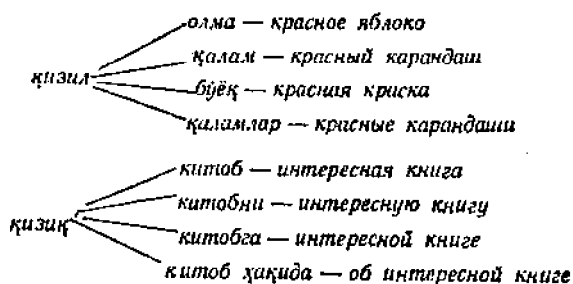 олма — красное яблоко
қалам — красный карандаш
қизил
бўёқ — красная краска
қаламлар — красные карандаши
китоб — интересная книга
китобни — интересную книгу
қизиқ
китобга — интересной книге
китоб ҳақида — об интересной книге